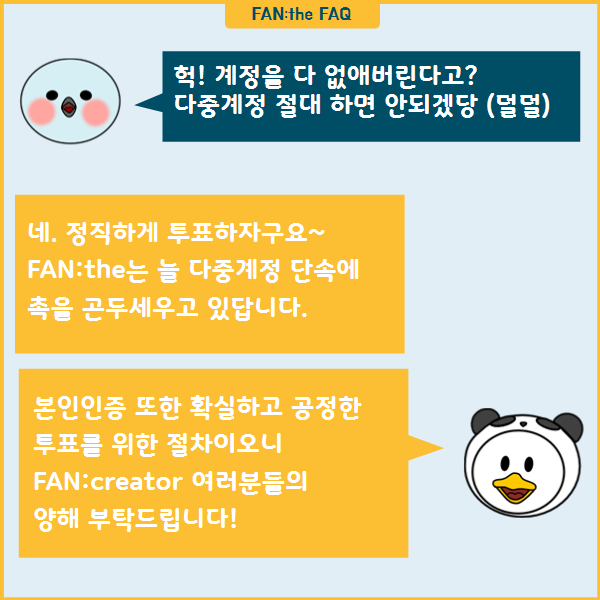 FAN:the FAQ
헉! 계정을 다 없애버린다고?
다중계정 절대 하면 안되겠당 (덜덜)
네. 정직하게 투표하자구요~
FAN:the는 늘 다중계정 단속에
촉을 곤두세우고 있답니다.
본인인증 또한 확실하고 공정한
투표를 위한 절차이오니
FAN:creator 여러분들의
양해 부탁드립니다!